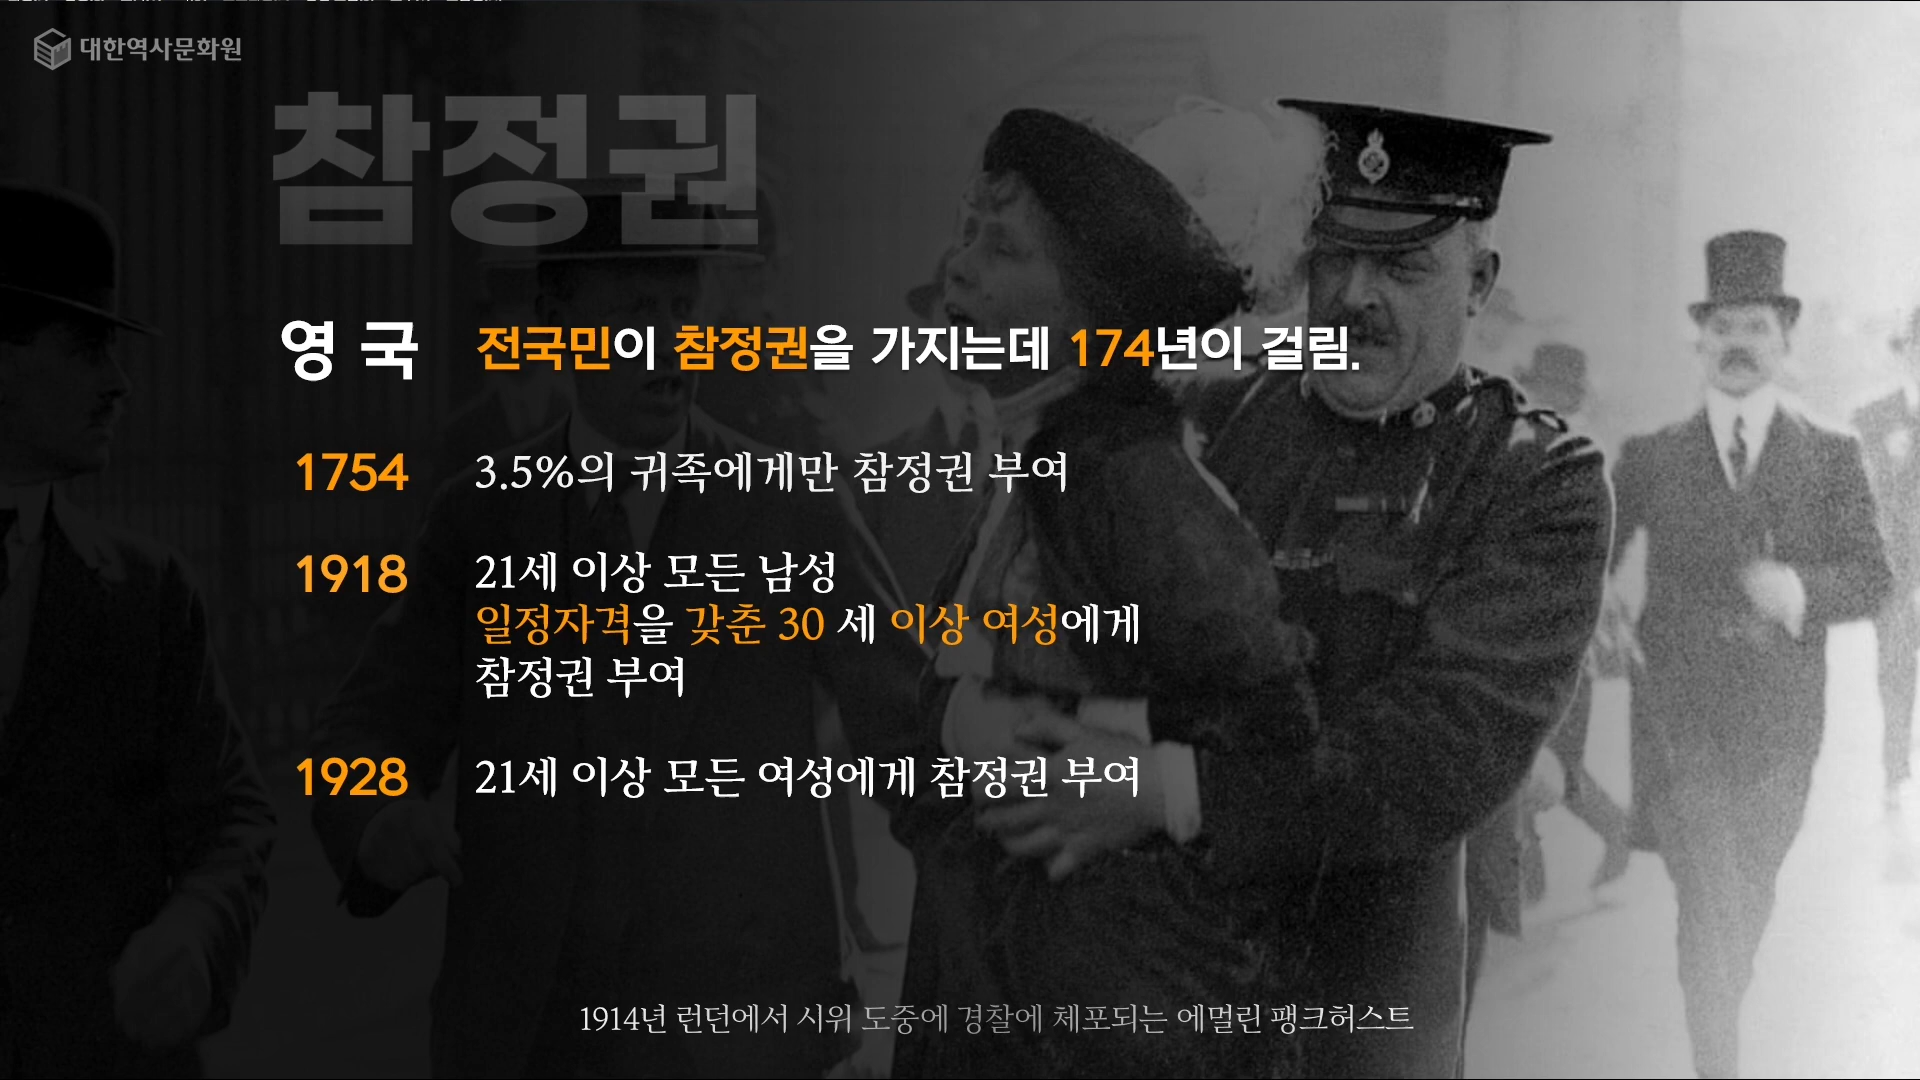 대한역사문화원
참정권
영국 전국민이 참정권을 가지는데 174년이 걸림.
1754 3.5%의 귀족에게만 참정권 부여
1918 21세 이상 모든 남성
일정자격을 갖춘 30 세 이상 여성에게
참정권 부여
1928 21세 이상 모든 여성에게 참정권 부여
1914년 런던에서 시위 도중에 경찰에 체포되는 에멀린 팽크허스트